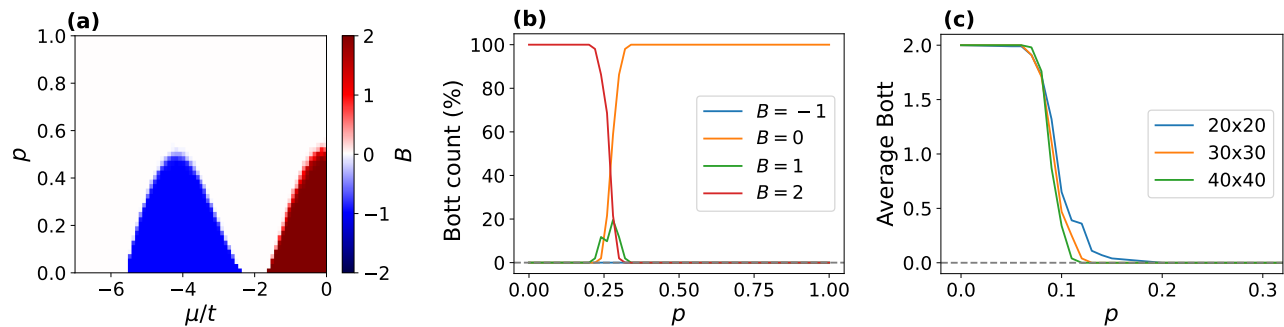 (a)
1.0
0.8
0.6
0.4
0.2
0.0
p
−6
−4
−2
0
μ/t
2
1
0
−1
−2
B
(b)
100
80
60
40
20
0
Bott count (%)
B = −1
B = 0
B = 1
B = 2
0.00
0.25
0.50
0.75
1.00
p
(c)
2.0
1.5
1.0
0.5
0.0
Average Bott
20x20
30x30
40x40
0.0
0.1
0.2
0.3
p